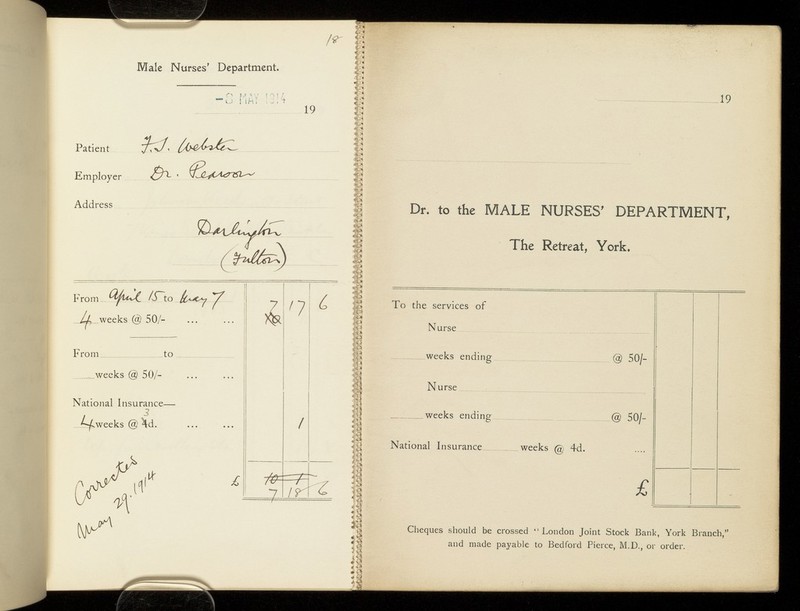 18
Male Nurses' Department.
MAY 1914
19
Patient F.J. Webster
Employer Dr. Pearson
Address
Darlington
(Fulton)
From April 15 to May 7
4 weeks @ 50/- ... ... 7 17 6
10
From to
weeks @ 50/- ... ...
National Insurance—
3
4 weeks @ 4d. ... ... 1
£ 10 1
7 18 6
Corrected
May 29. 1914
19
Dr. to the MALE NURSES' DEPARTMENT,
The Retreat, York.
To the services of
Nurse
weeks ending @ 50/-
Nurse
weeks ending @ 50/-
National Insurance weeks @ 4d. ....
£
Cheques should be crossed "London Joint Stock Bank, York Branch,"
and made payable to Bedford Pierce, M.D., or order.